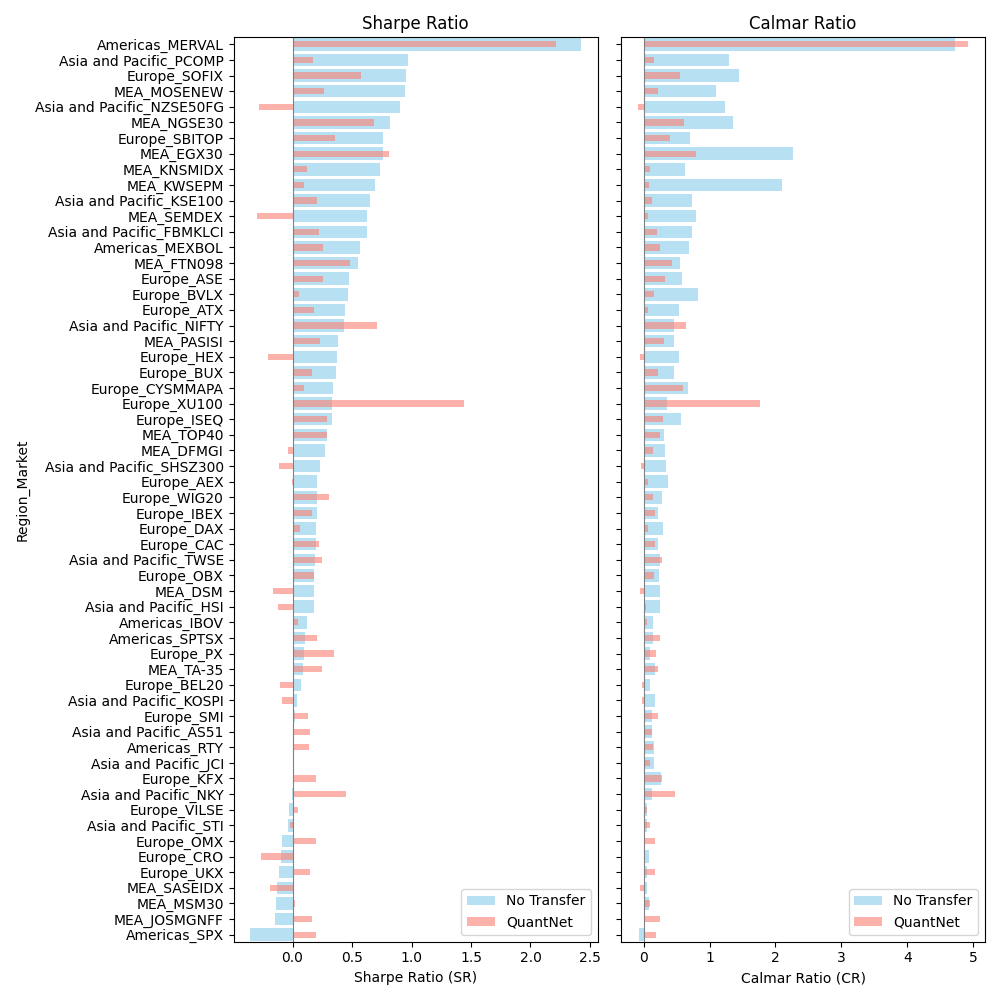 Sharpe Ratio
Calmar Ratio
Region_Market
Americas_MERVAL
Asia and Pacific_PCOMP
Europe_SOFIX
MEA_MOSENEW
Asia and Pacific_NZSE50FG
MEA_NGSE30
Europe_SBITOP
MEA_EGX30
MEA_KNSMIDX
MEA_KWSEPM
Asia and Pacific_KSE100
MEA_SEMDEX
Asia and Pacific_FBMKLCI
Americas_MEXBOL
MEA_FTN098
Europe_ASE
Europe_BVLX
Europe_ATX
Asia and Pacific_NIFTY
MEA_PASISI
Europe_HEX
Europe_BUX
Europe_CYSMMAPA
Europe_XU100
Europe_ISEQ
MEA_TOP40
MEA_DFMGI
Asia and Pacific_SHSZ300
Europe_AEX
Europe_WIG20
Europe_IBEX
Europe_DAX
Europe_CAC
Asia and Pacific_TWSE
Europe_OBX
MEA_DSM
Asia and Pacific_HSI
Americas_IBOV
Americas_SPTSX
Europe_PX
MEA_TA-35
Europe_BEL20
Asia and Pacific_KOSPI
Europe_SMI
Asia and Pacific_AS51
Americas_RTY
Asia and Pacific_JCI
Europe_KFX
Asia and Pacific_NKY
Europe_VILSE
Asia and Pacific_STI
Europe_OMX
Europe_CRO
Europe_UKX
MEA_SASEIDX
MEA_MSM30
MEA_JOSMGNFF
Americas_SPX
No Transfer
QuantNet
No Transfer
QuantNet
0.0 0.5 1.0 1.5 2.0 2.5
0 1 2 3 4 5
Sharpe Ratio (SR)
Calmar Ratio (CR)